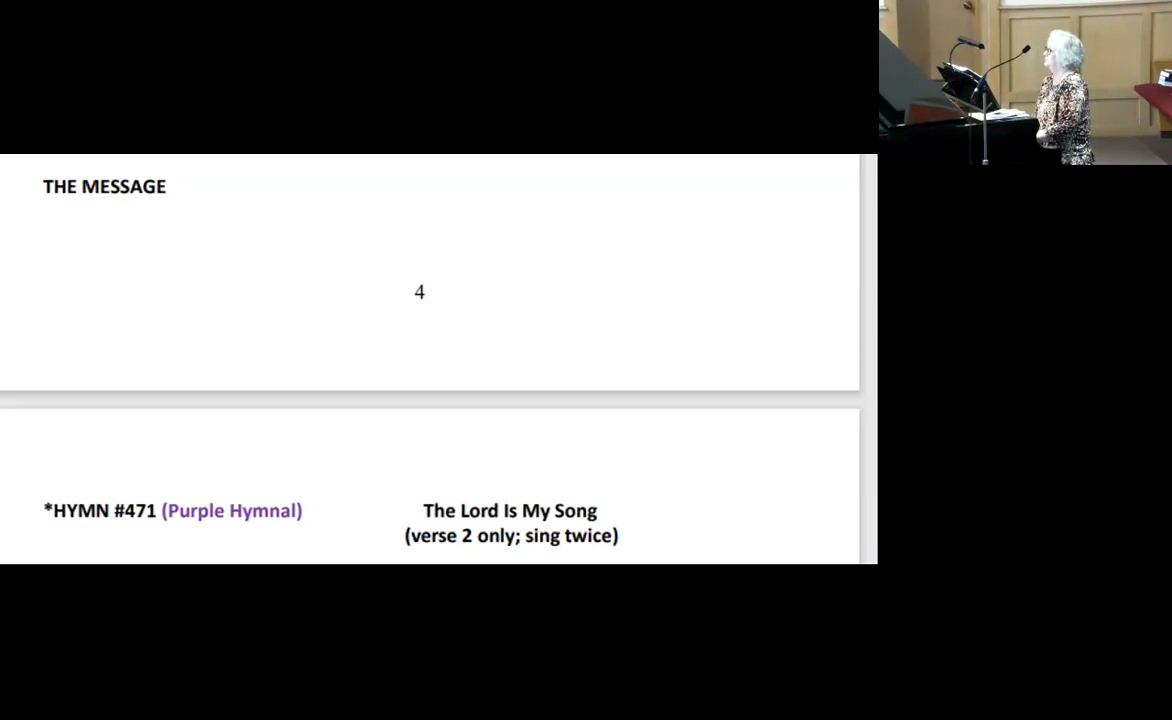 THE MESSAGE
4
*HYMN #471 (Purple Hymnal) The Lord Is My Song
(verse 2 only; sing twice)